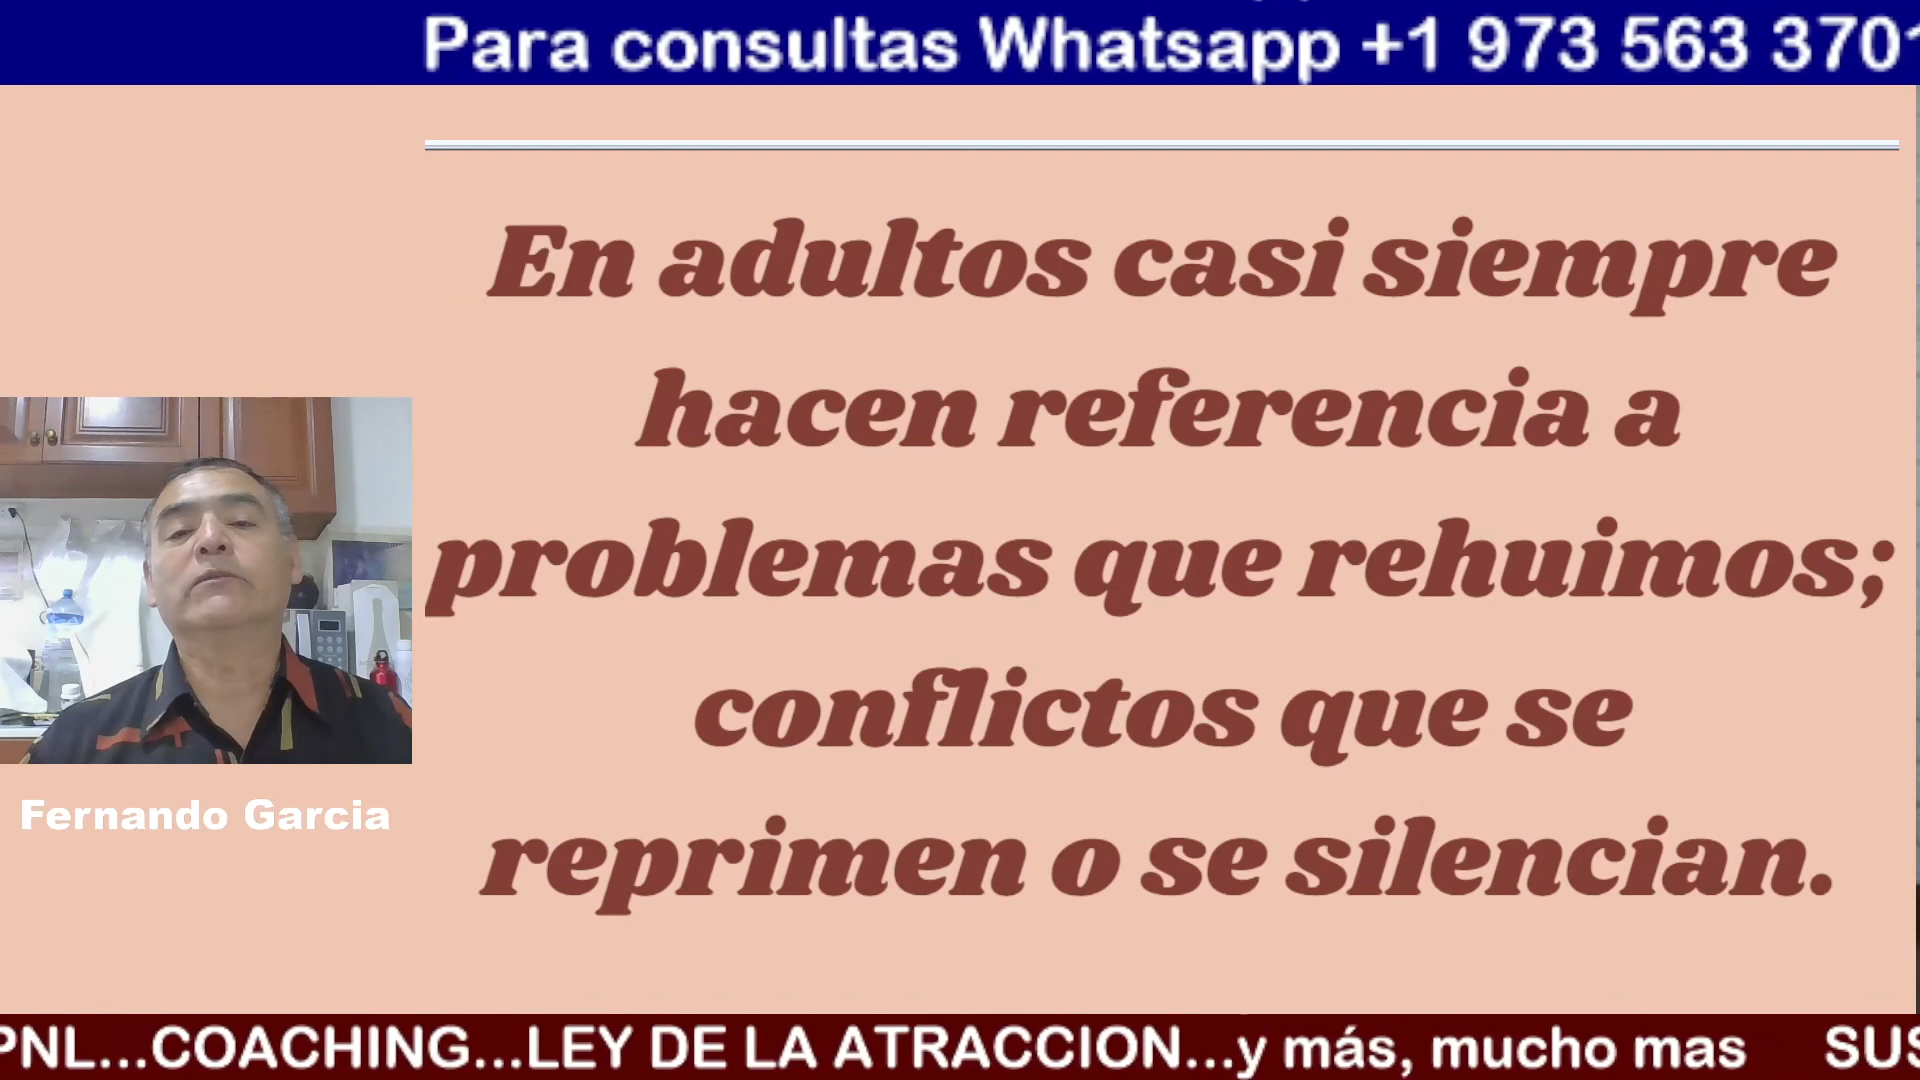 Para consultas Whatsapp +1 973 563 3701
En adultos casi siempre
hacen referencia a
problemas que rehuimos;
conflictos que se
reprimen o se silencian.
Fernando Garcia
PNL...COACHING...LEY DE LA ATRACCION...y más, mucho mas